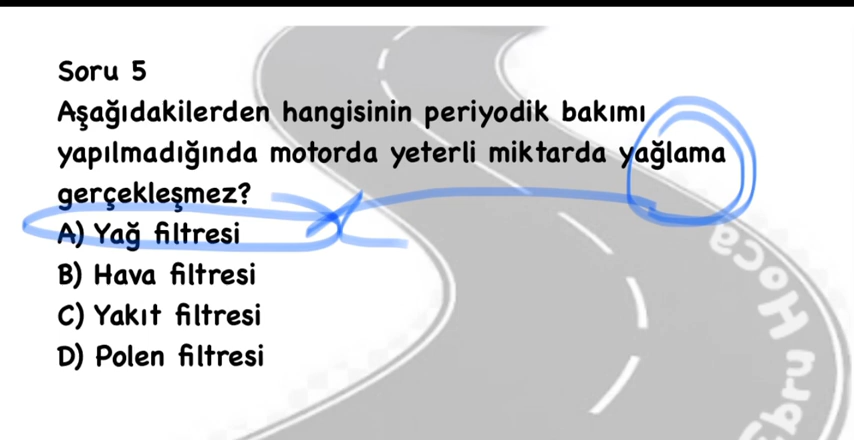 Soru 5
Aşağıdakilerden hangisinin periyodik bakımı
yapılmadığında motorda yeterli miktarda yağlama
gerçekleşmez?
A) Yağ filtresi
B) Hava filtresi
C) Yakıt filtresi
D) Polen filtresi
Ebru Hoca